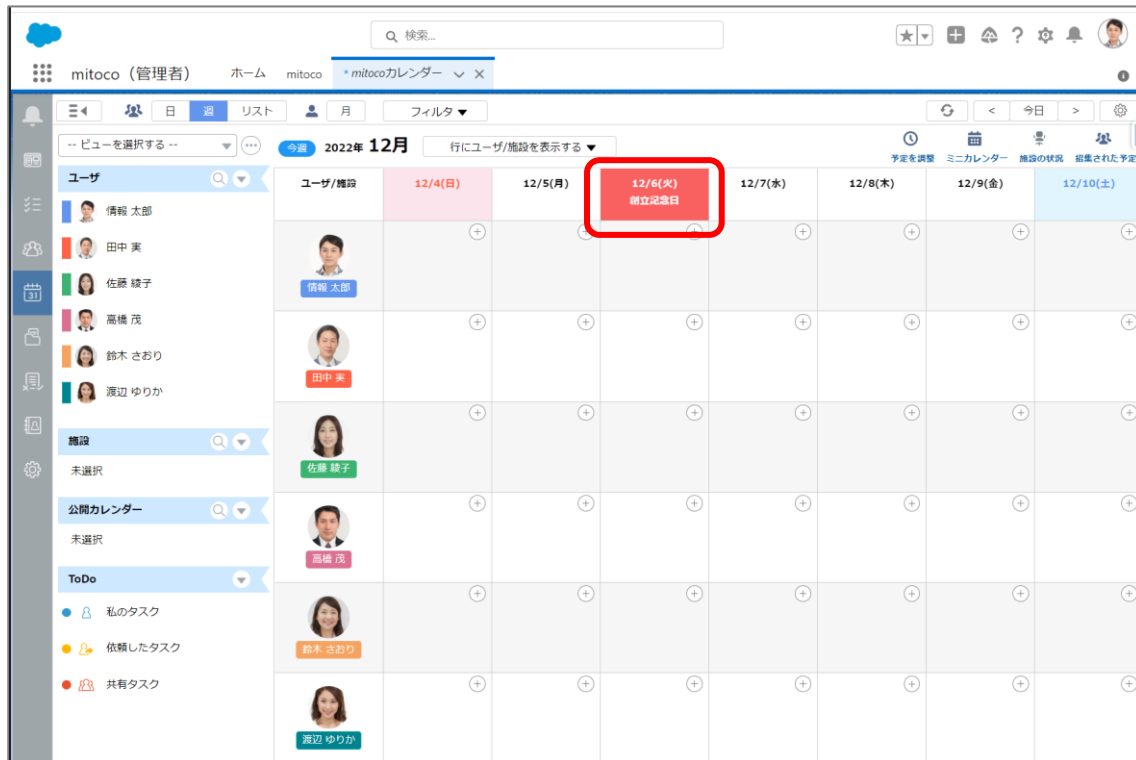 検索...
mitoco（管理者）
ホーム
mitoco
* mitocoカレンダー
日
週
リスト
月
フィルタ▼
<
今日
>
-- ビューを選択する --
今週
2022年 12月
行にユーザ/施設を表示する ▼
予定を調整
ミニカレンダー
施設の状況
招集された予定
ユーザ
情報 太郎
田中 実
佐藤 綾子
高橋 茂
鈴木 さおり
渡辺 ゆりか
施設
未選択
公開カレンダー
未選択
ToDo
私のタスク
依頼したタスク
共有タスク
31
ユーザ/施設
12/4(日)
12/5(月)
12/6(火)
創立記念日
12/7(水)
12/8(木)
12/9(金)
12/10(土)
情報 太郎
田中 実
佐藤 綾子
高橋 茂
鈴木 さおり
渡辺 ゆりか